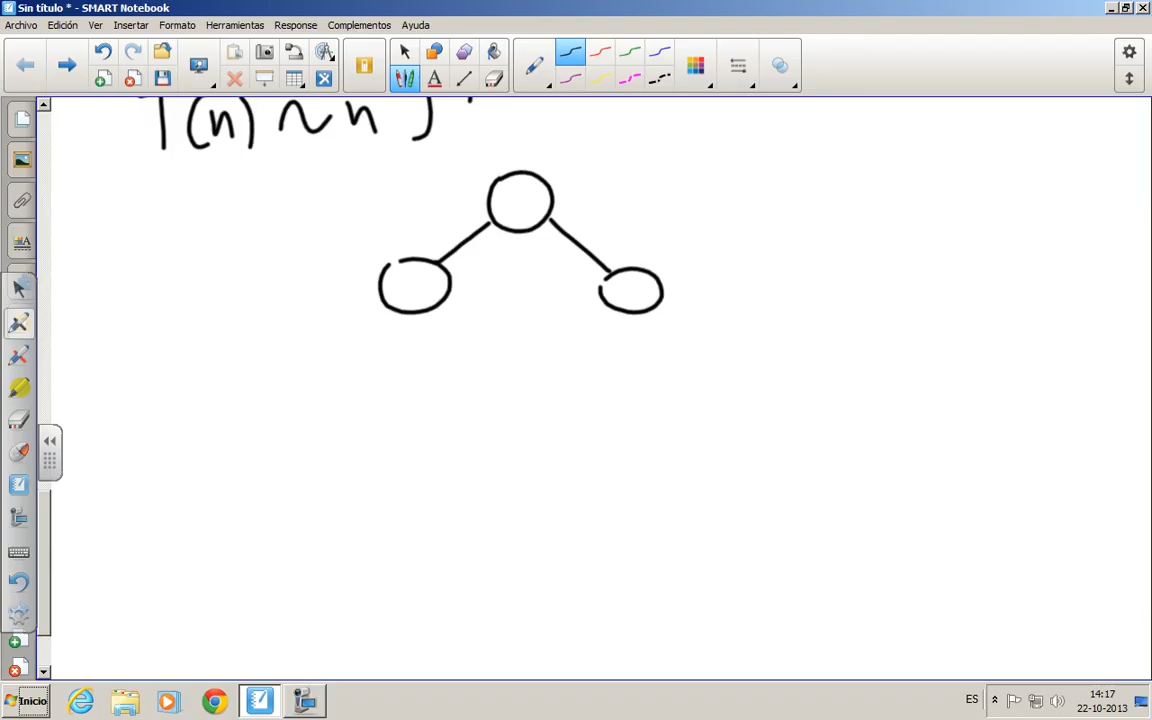 Sin título * - SMART Notebook
Archivo Edición Ver Insertar Formato Herramientas Response Complementos Ayuda
T(n) ~ n
Inicio
ES
14:17
22-10-2013